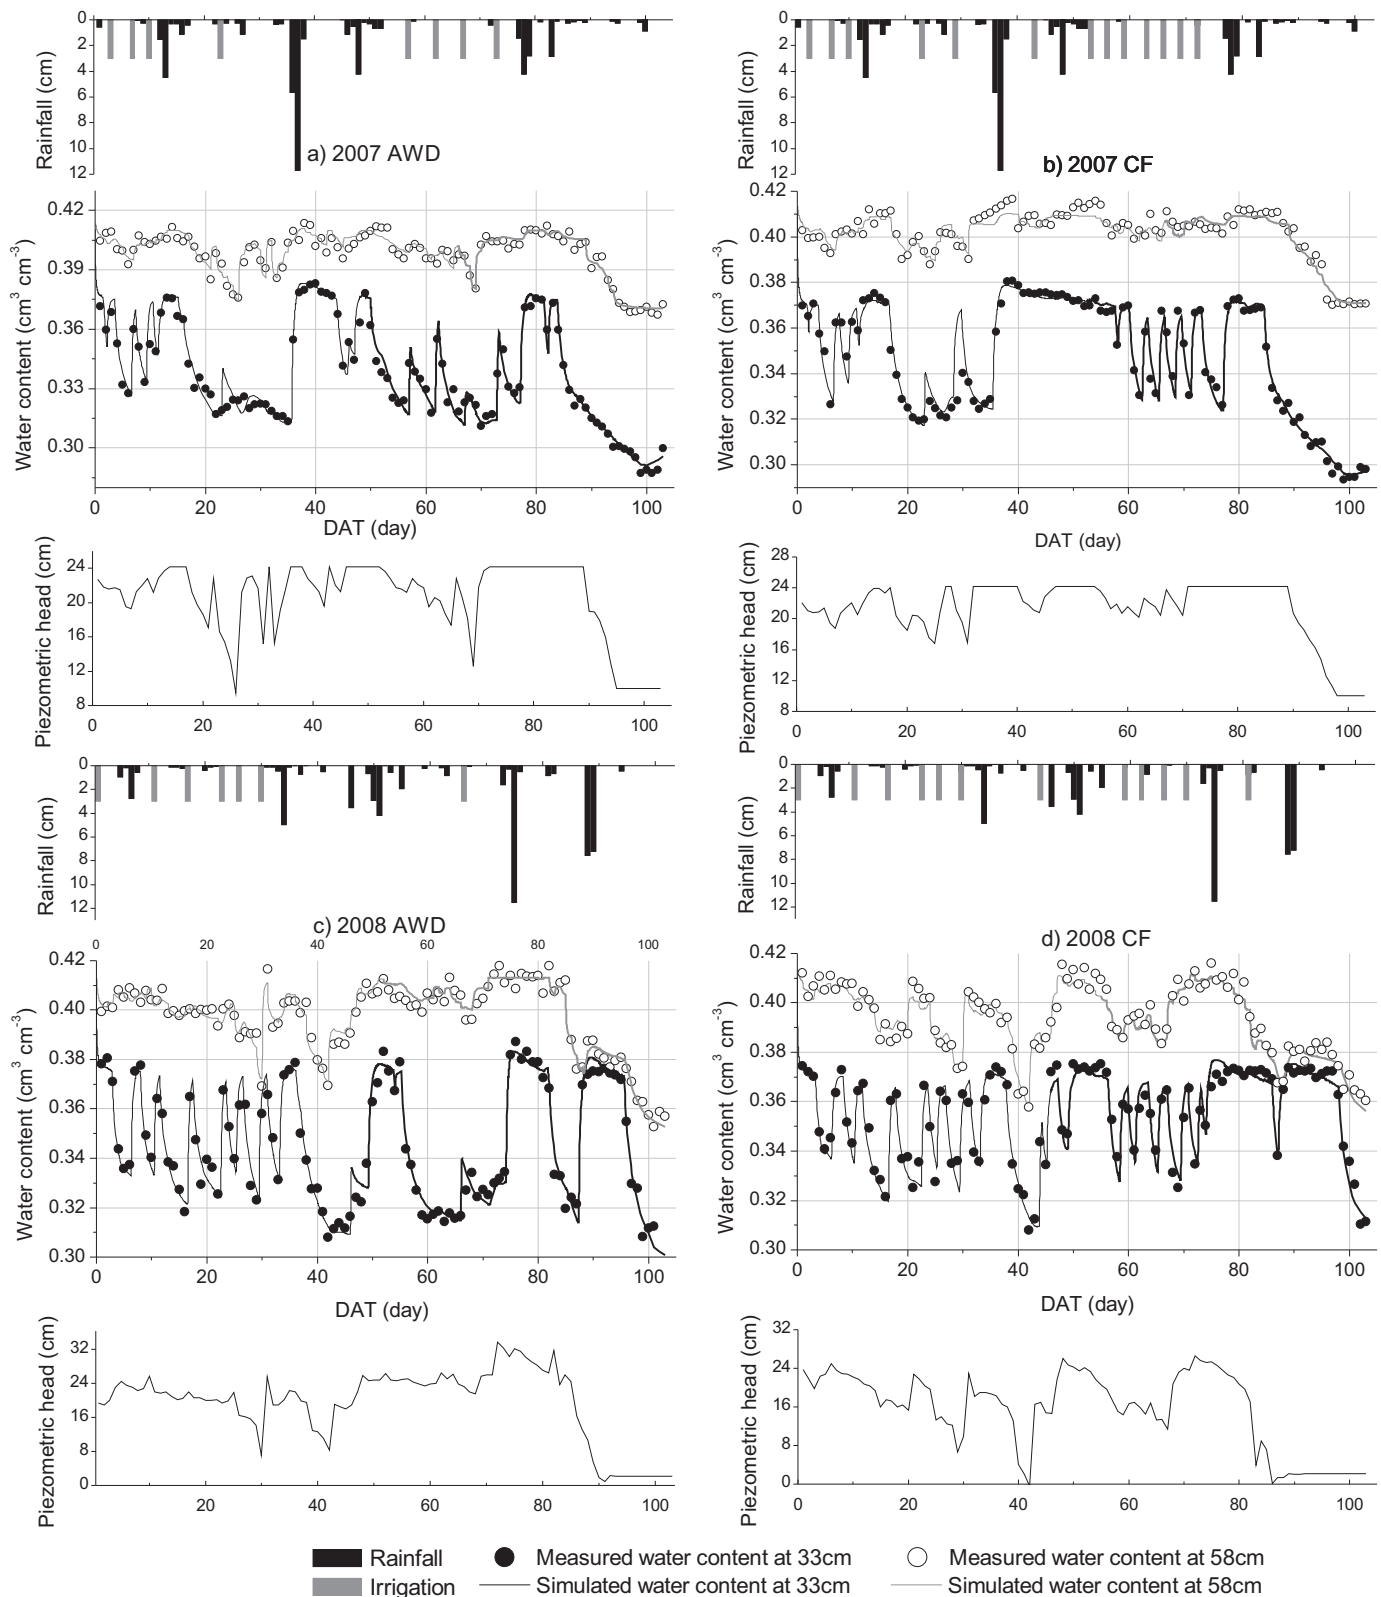 0
2
4
6
8
10
12
Rainfall (cm)
a) 2007 AWD
0.42
0.39
0.36
0.33
0.30
Water content (cm³ cm⁻³)
0 20 40 60 80 100
DAT (day)
24
20
16
12
8
Piezometric head (cm)
0 20 40 60 80 100
0
2
4
6
8
10
12
Rainfall (cm)
b) 2007 CF
0.42
0.40
0.38
0.36
0.34
0.32
0.30
Water content (cm³ cm⁻³)
0 20 40 60 80 100
DAT (day)
28
24
20
16
12
8
Piezometric head (cm)
0 20 40 60 80 100
0
2
4
6
8
10
12
Rainfall (cm)
c) 2008 AWD
0 20 40 60 80 100
0.42
0.40
0.38
0.36
0.34
0.32
0.30
Water content (cm³ cm⁻³)
0 20 40 60 80 100
DAT (day)
32
24
16
8
0
Piezometric head (cm)
20 40 60 80 100
0
2
4
6
8
10
12
Rainfall (cm)
d) 2008 CF
0.42
0.40
0.38
0.36
0.34
0.32
0.30
Water content (cm³ cm⁻³)
0 20 40 60 80 100
DAT (day)
32
24
16
8
0
Piezometric head (cm)
0 20 40 60 80 100
Rainfall
Measured water content at 33cm
Measured water content at 58cm
Irrigation
Simulated water content at 33cm
Simulated water content at 58cm